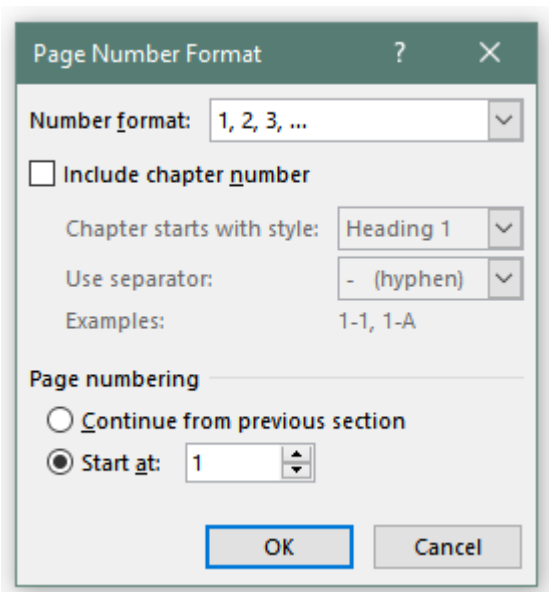 Page Number Format ? ×
Number format: 1, 2, 3, ...
Include chapter number
Chapter starts with style: Heading 1
Use separator: - (hyphen)
Examples: 1-1, 1-A
Page numbering
Continue from previous section
Start at: 1
OK Cancel